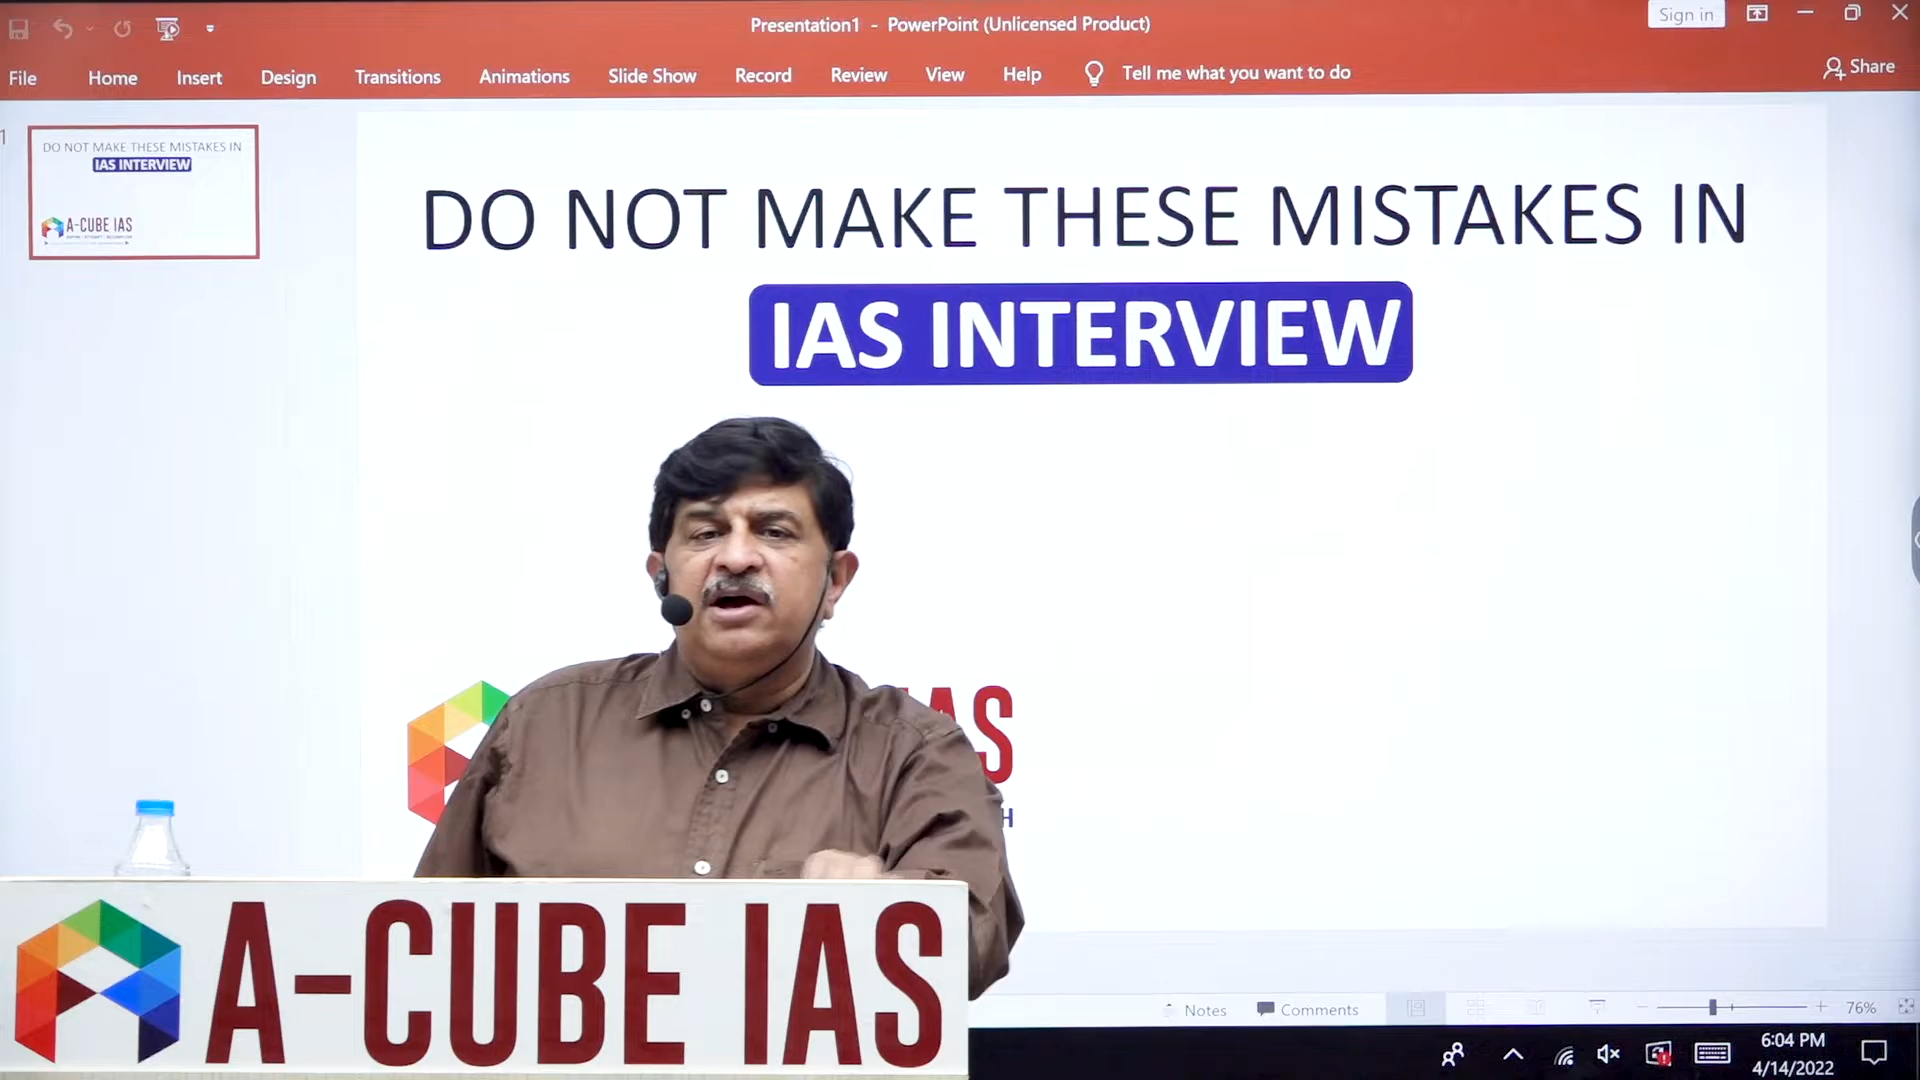 Presentation1 - PowerPoint (Unlicensed Product)
Sign in
File Home Insert Design Transitions Animations Slide Show Record Review View Help Tell me what you want to do
Share
1
DO NOT MAKE THESE MISTAKES IN
IAS INTERVIEW
A-CUBE IAS
DO NOT MAKE THESE MISTAKES IN
IAS INTERVIEW
IAS
H
A-CUBE IAS
Notes Comments
76%
6:04 PM
4/14/2022